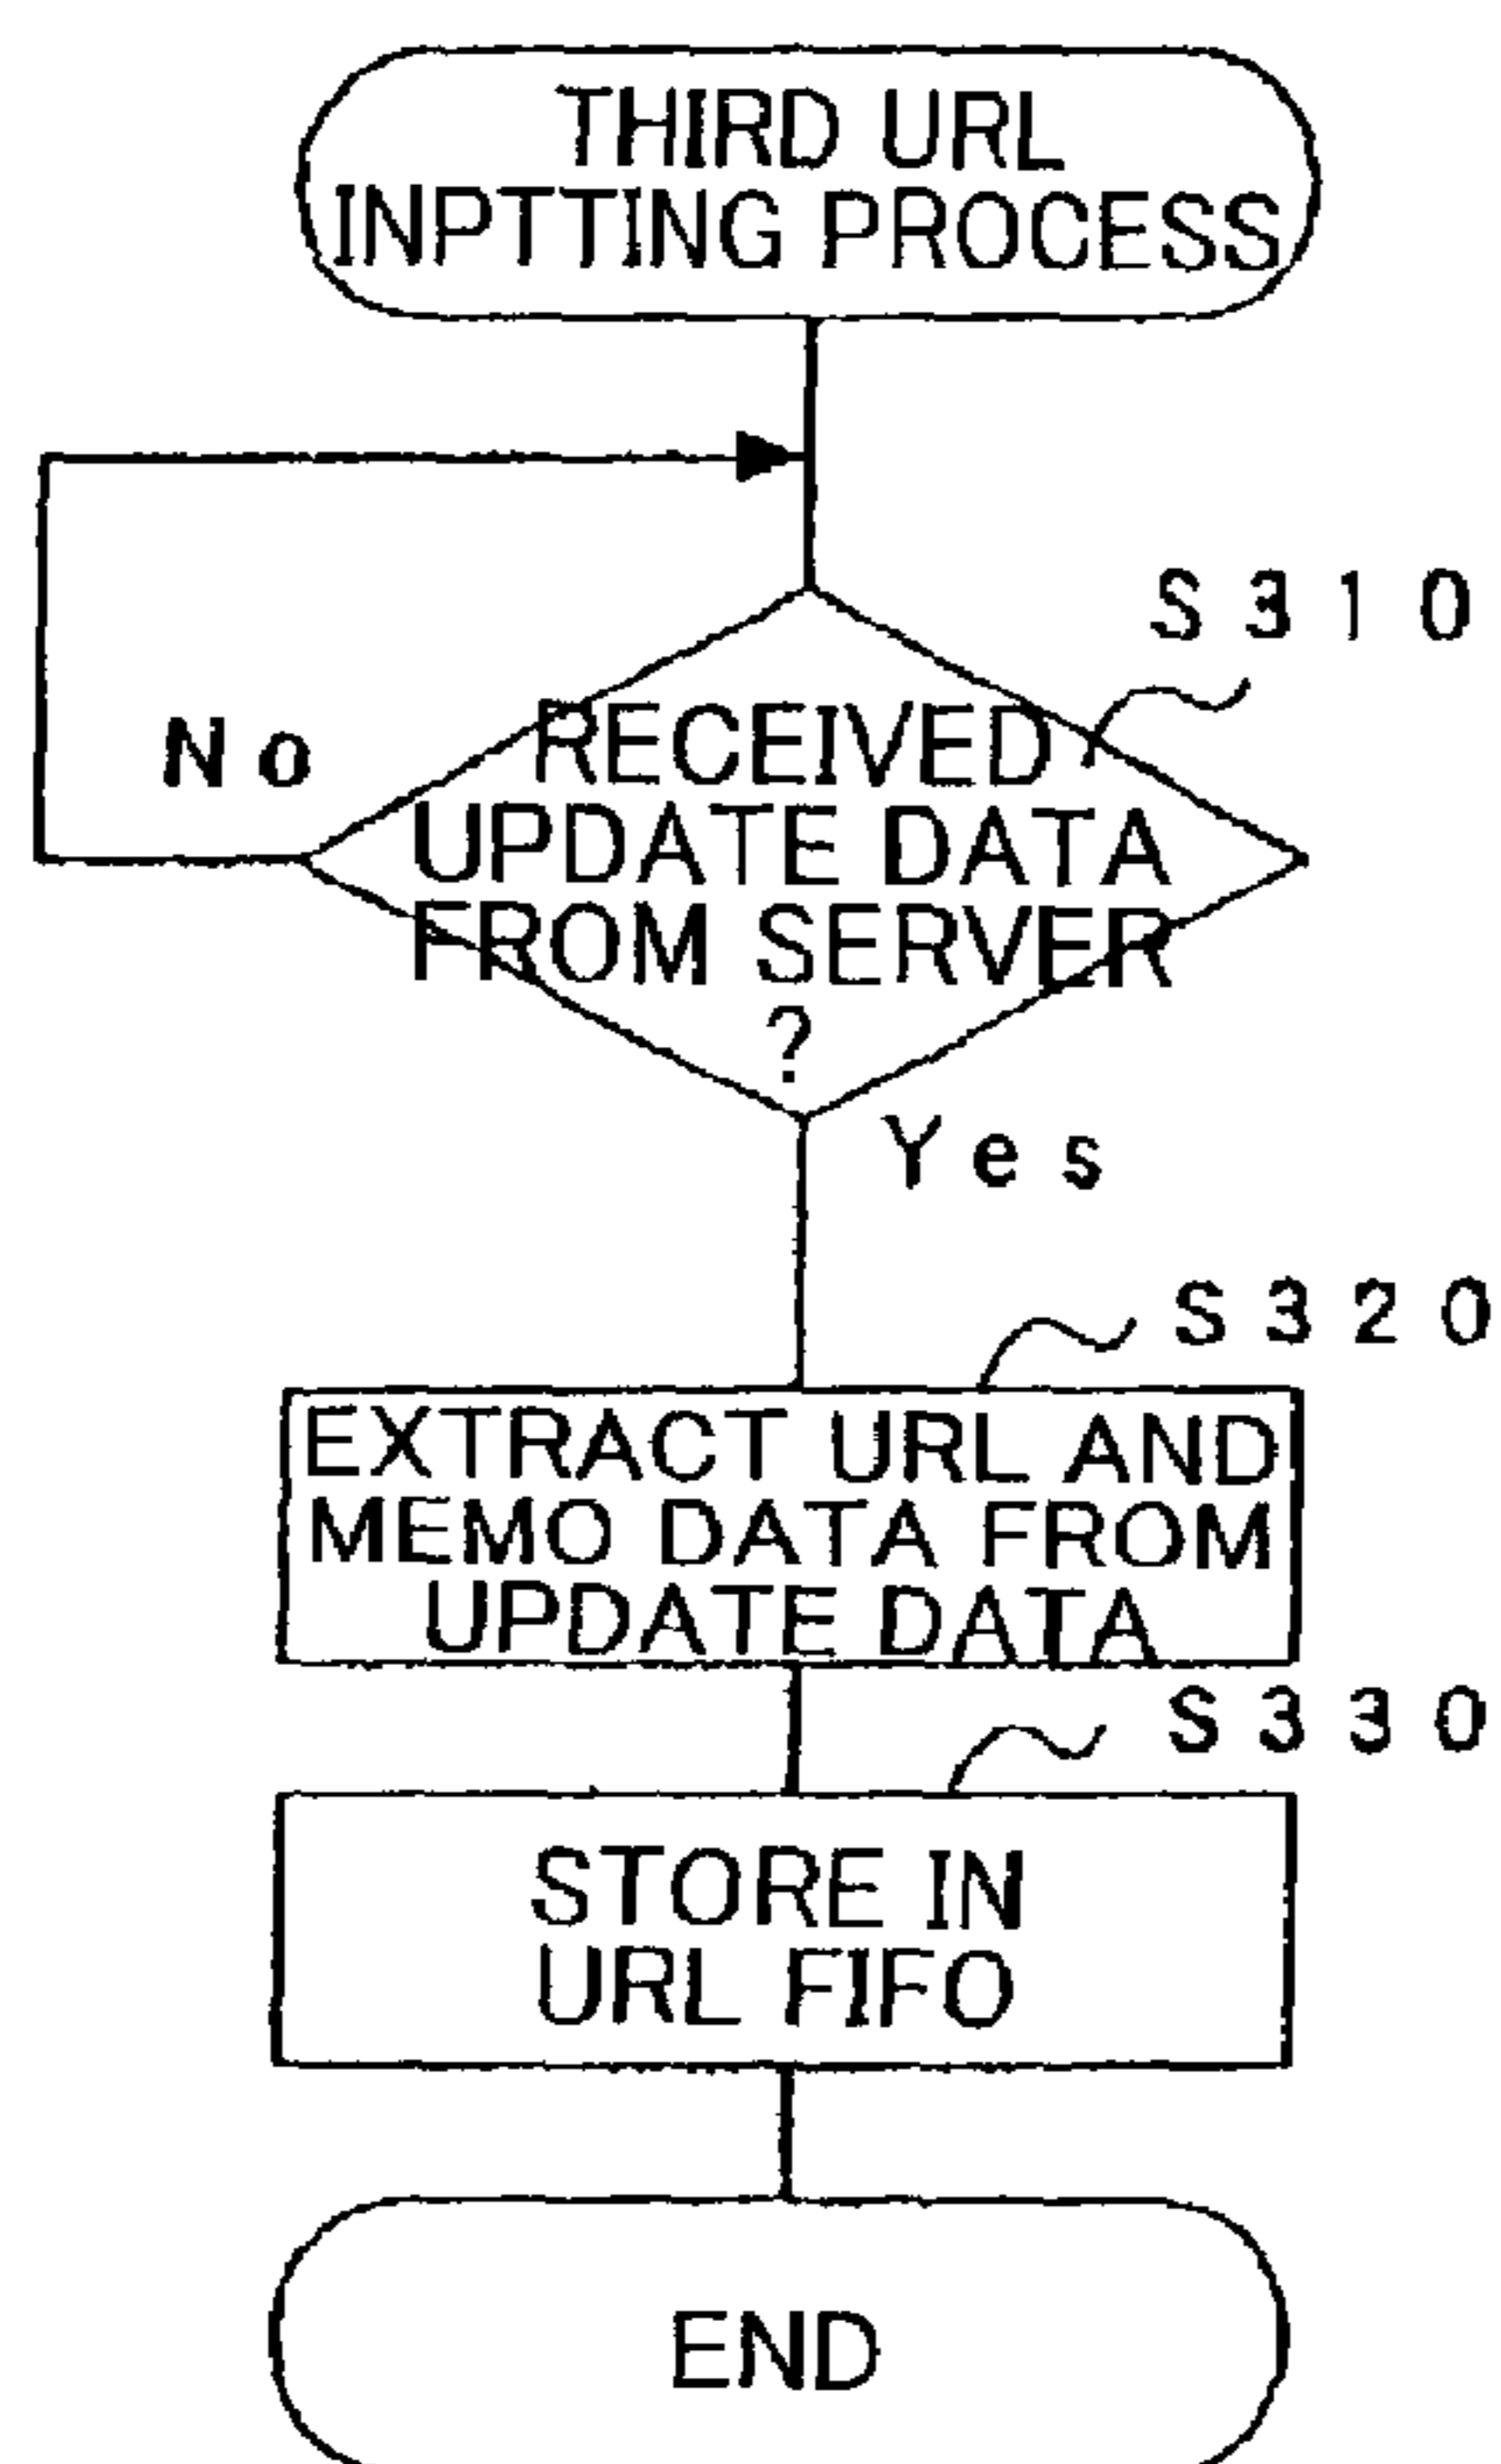 THIRD URL
INPTTING PROCESS
S310
No
RECEIVED
UPDATE DATA
FROM SERVER
?
Yes
S320
EXTRACT URL AND
MEMO DATA FROM
UPDATE DATA
S330
STORE IN
URL FIFO
END